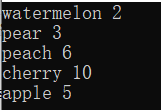 watermelon 2
pear 3
peach 6
cherry 10
apple 5